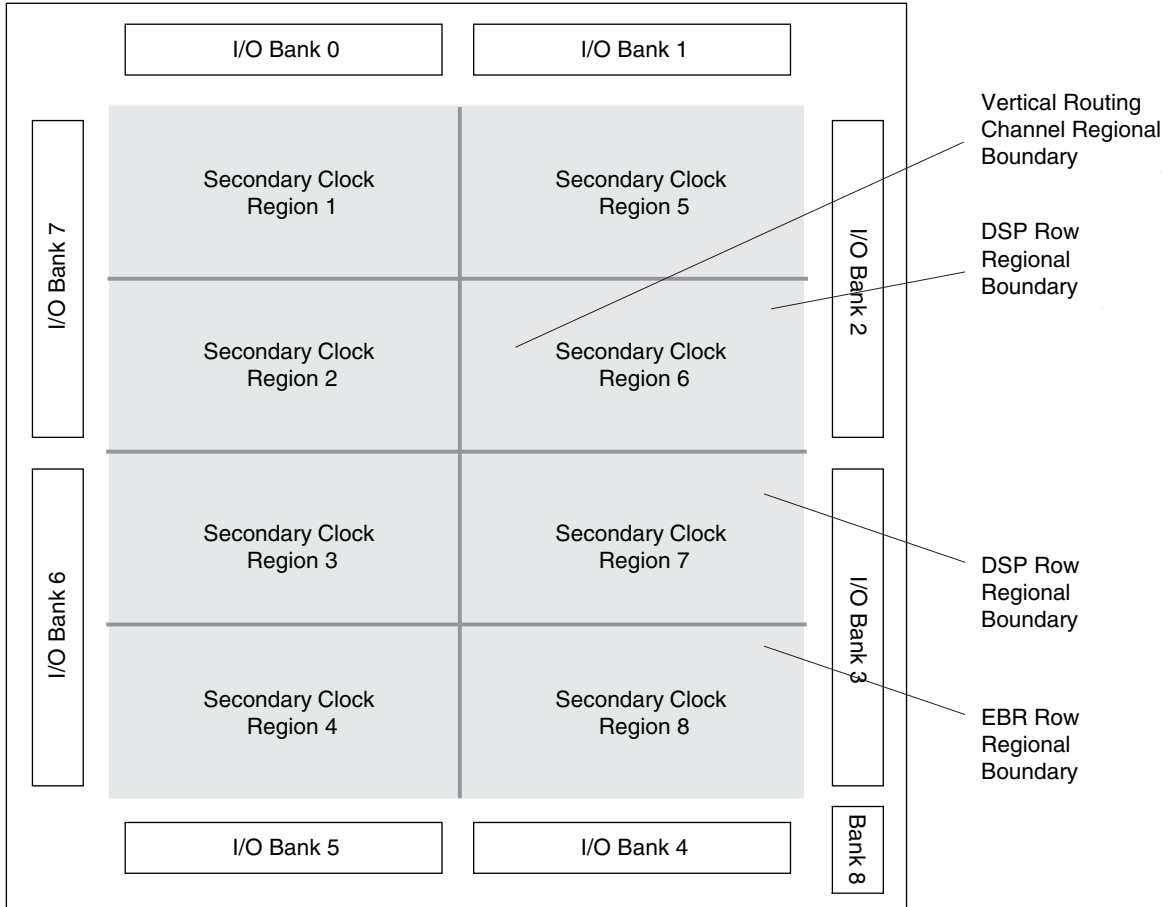 I/O Bank 0
I/O Bank 1
Vertical Routing
Channel Regional
Boundary
I/O Bank 7
Secondary Clock
Region 1
Secondary Clock
Region 5
I/O Bank 2
DSP Row
Regional
Boundary
Secondary Clock
Region 2
Secondary Clock
Region 6
I/O Bank 6
Secondary Clock
Region 3
Secondary Clock
Region 7
I/O Bank 3
DSP Row
Regional
Boundary
Secondary Clock
Region 4
Secondary Clock
Region 8
EBR Row
Regional
Boundary
I/O Bank 5
I/O Bank 4
Bank 8